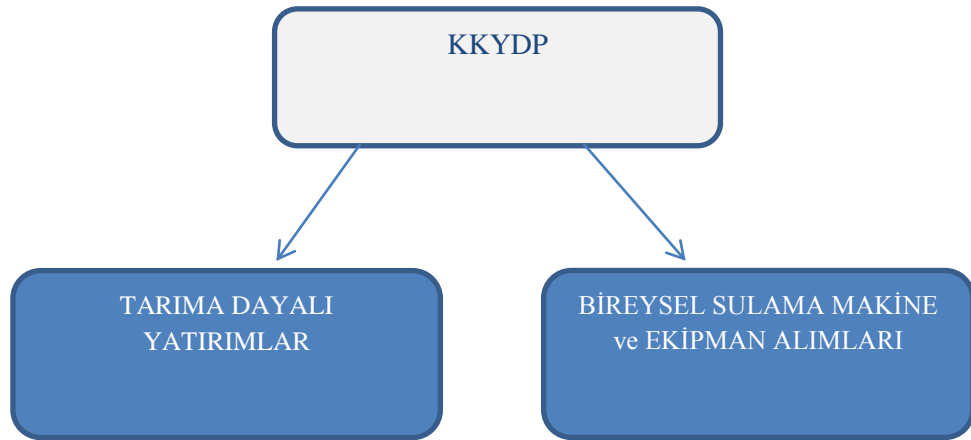 KKYDP
TARIMA DAYALI
YATIRIMLAR
BİREYSEL SULAMA MAKİNE
ve EKİPMAN ALIMLARI